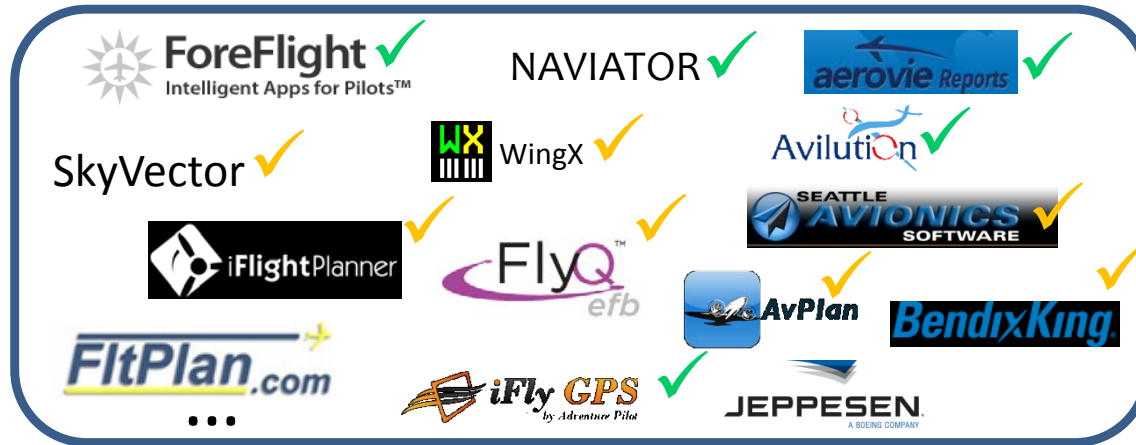 ForeFlight
Intelligent Apps for Pilots™
NAVIATOR
aerovie Reports
SkyVector
WX
WingX
Avilution
SEATTLE
AVIONICS
SOFTWARE
iFlightPlanner
FlyQ™
efb
AvPlan
BendixKing.
FltPlan.com
...
iFly GPS
by Adventure Pilot
JEPPESEN.
A BOEING COMPANY